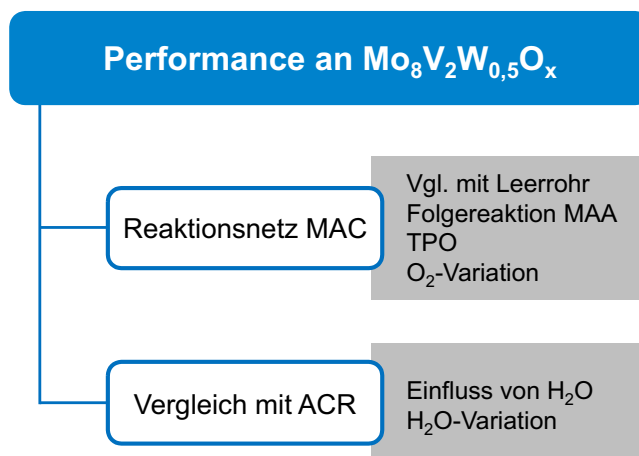 Performance an Mo₈V₂W₀,₅Oₓ
Reaktionsnetz MAC
Vgl. mit Leerrohr
Folgereaktion MAA
TPO
O₂-Variation
Vergleich mit ACR
Einfluss von H₂O
H₂O-Variation